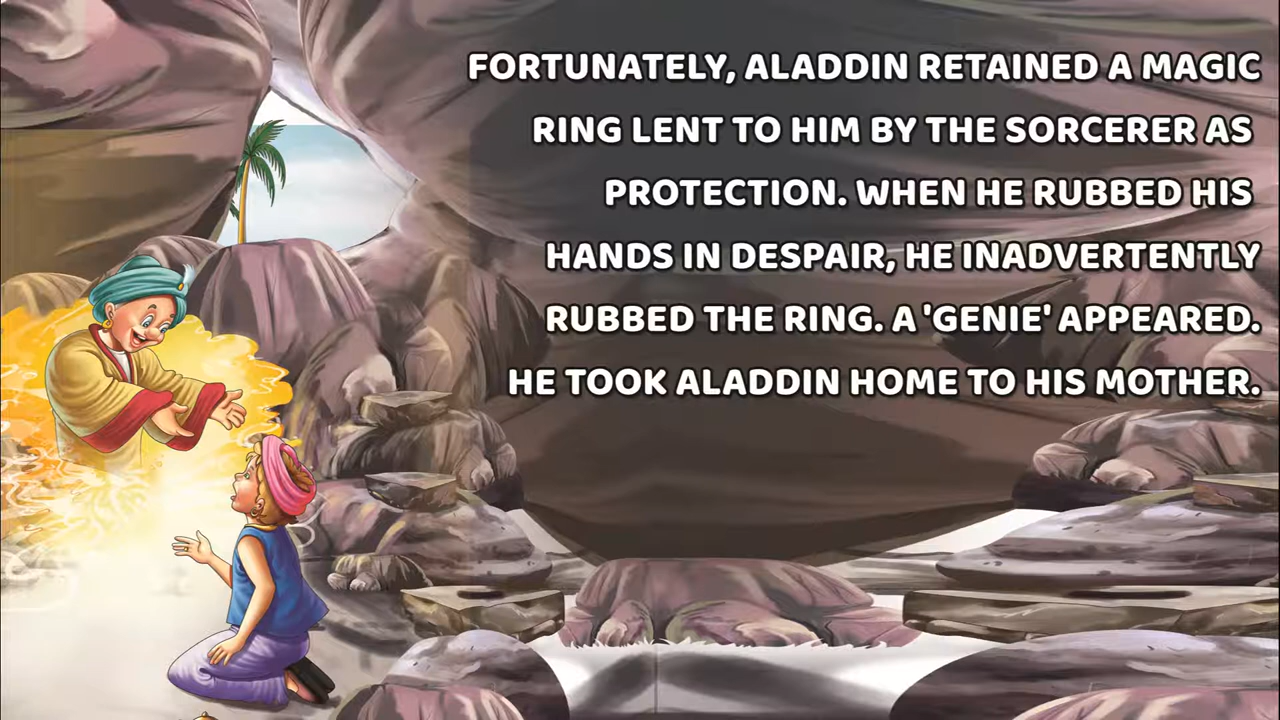 FORTUNATELY, ALADDIN RETAINED A MAGIC
RING LENT TO HIM BY THE SORCERER AS
PROTECTION. WHEN HE RUBBED HIS
HANDS IN DESPAIR, HE INADVERTENTLY
RUBBED THE RING. A 'GENIE' APPEARED.
HE TOOK ALADDIN HOME TO HIS MOTHER.